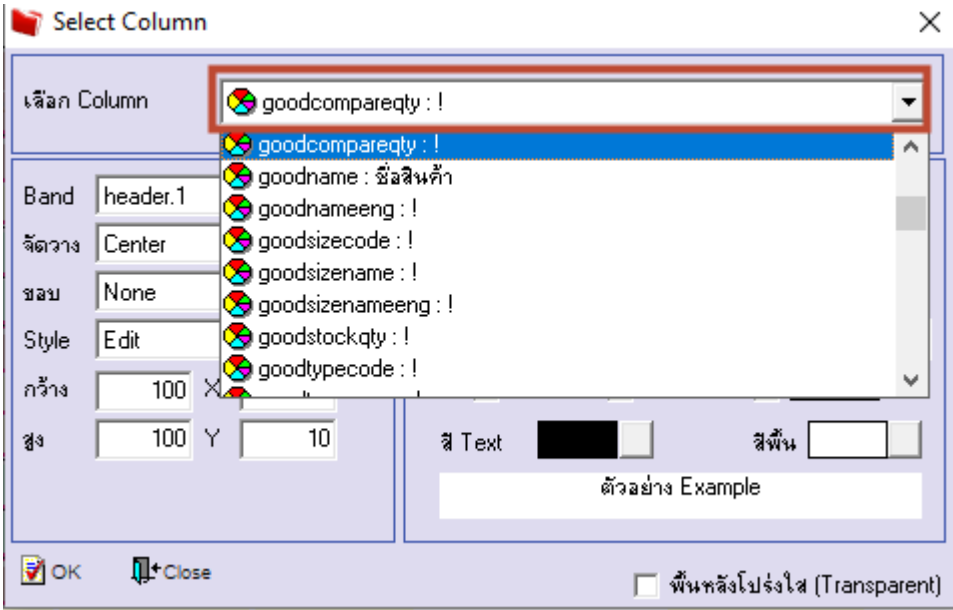 Select Column
เลือก Column
goodcompareqty : !
goodcompareqty : !
goodname : ชื่อสินค้า
goodnameeng : !
goodsizecode : !
goodsizename : !
goodsizenameeng : !
goodstockqty : !
goodtypecode : !
Band header.1
จัดวาง Center
ขอบ None
Style Edit
กว้าง 100 X
สูง 100 Y 10
สี Text
สีพื้น
ตัวอย่าง Example
OK
Close
พื้นหลังโปร่งใส (Transparent)